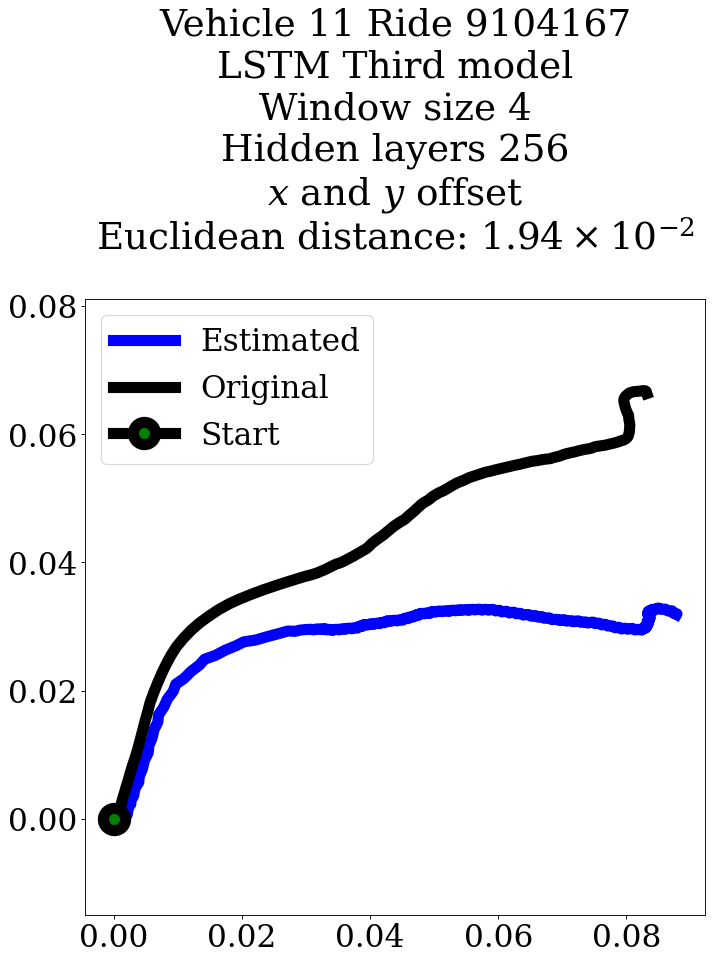 Vehicle 11 Ride 9104167
LSTM Third model
Window size 4
Hidden layers 256
x and y offset
Euclidean distance: 1.94 × 10⁻²
Estimated
Original
Start
0.08
0.06
0.04
0.02
0.00
0.00 0.02 0.04 0.06 0.08